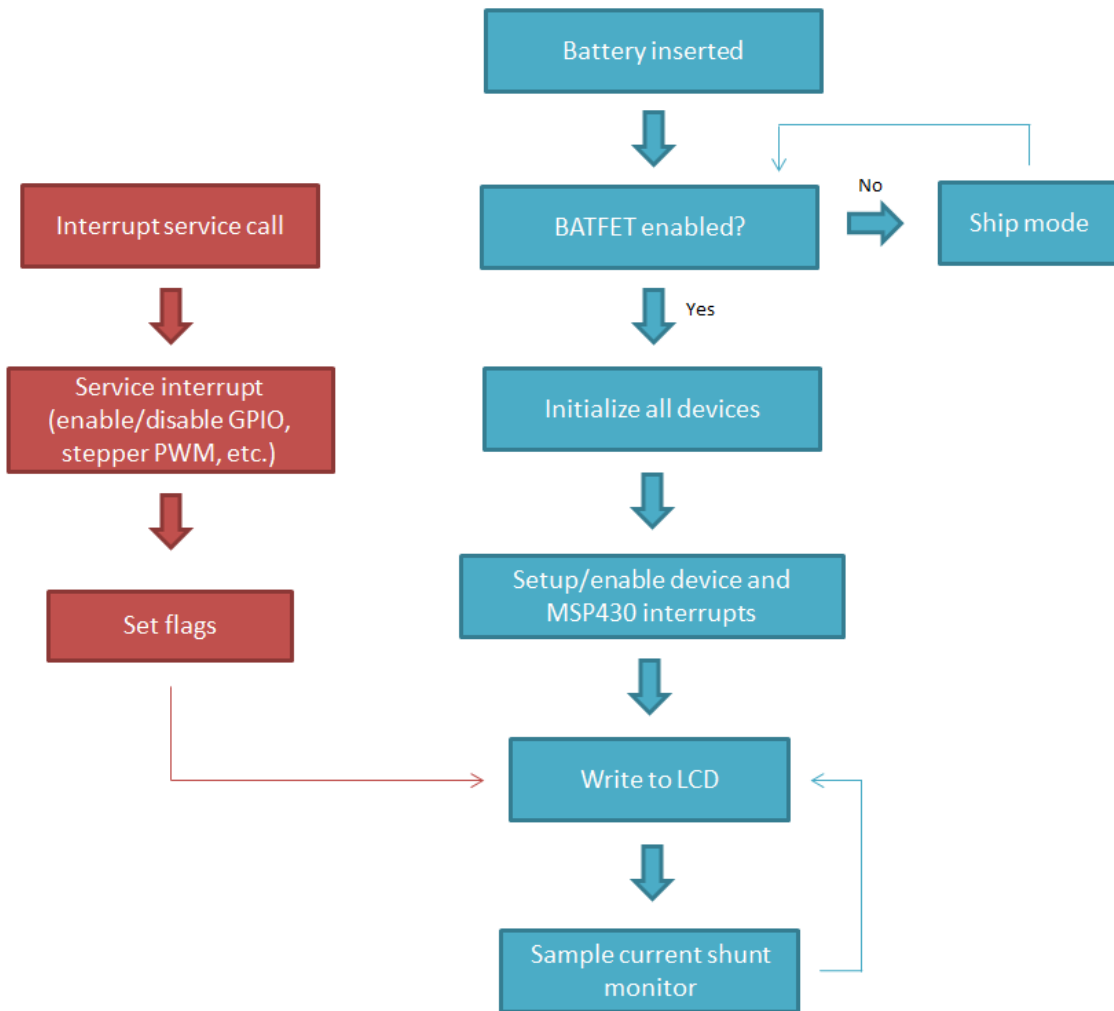 Battery inserted
No
Interrupt service call
BATFET enabled?
Ship mode
Yes
Service interrupt
(enable/disable GPIO,
stepper PWM, etc.)
Initialize all devices
Setup/enable device and
MSP430 interrupts
Set flags
Write to LCD
Sample current shunt
monitor